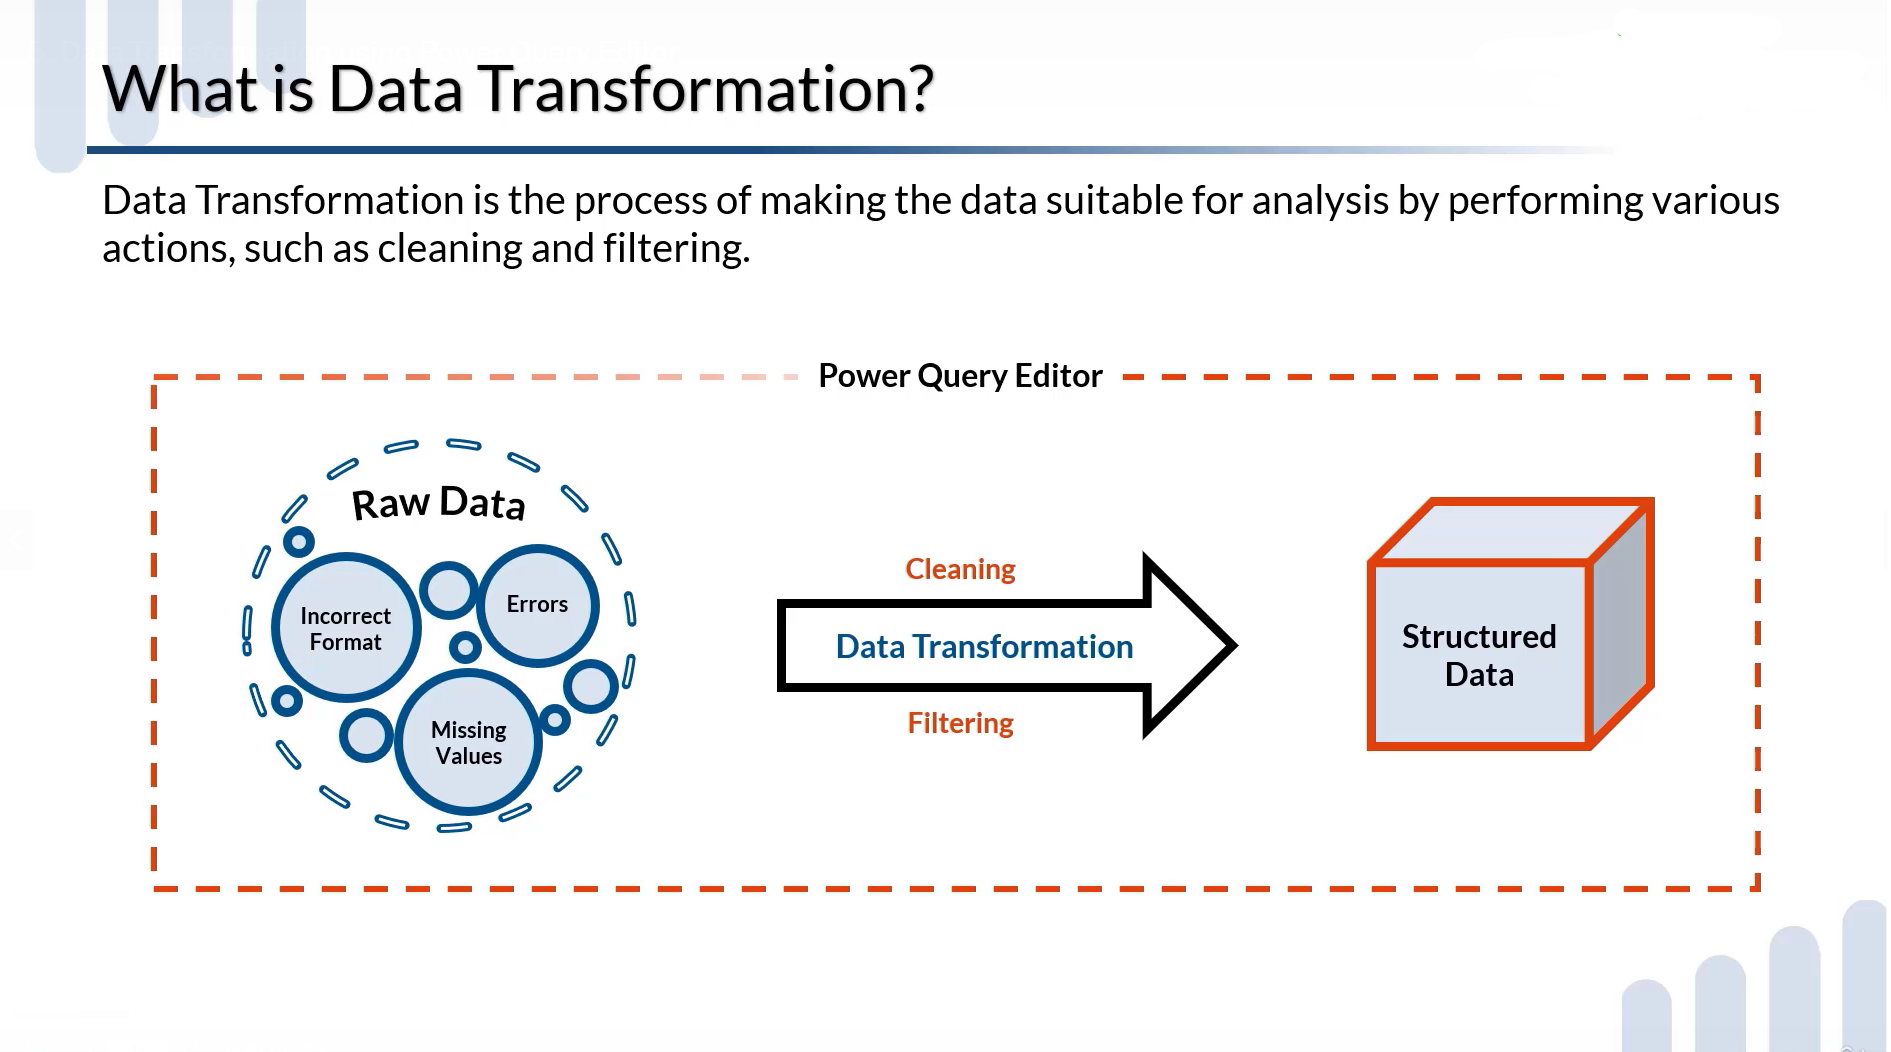 What is Data Transformation?
Data Transformation is the process of making the data suitable for analysis by performing various
actions, such as cleaning and filtering.
Power Query Editor
Raw Data
Incorrect
Format
Errors
Missing
Values
Cleaning
Data Transformation
Filtering
Structured
Data